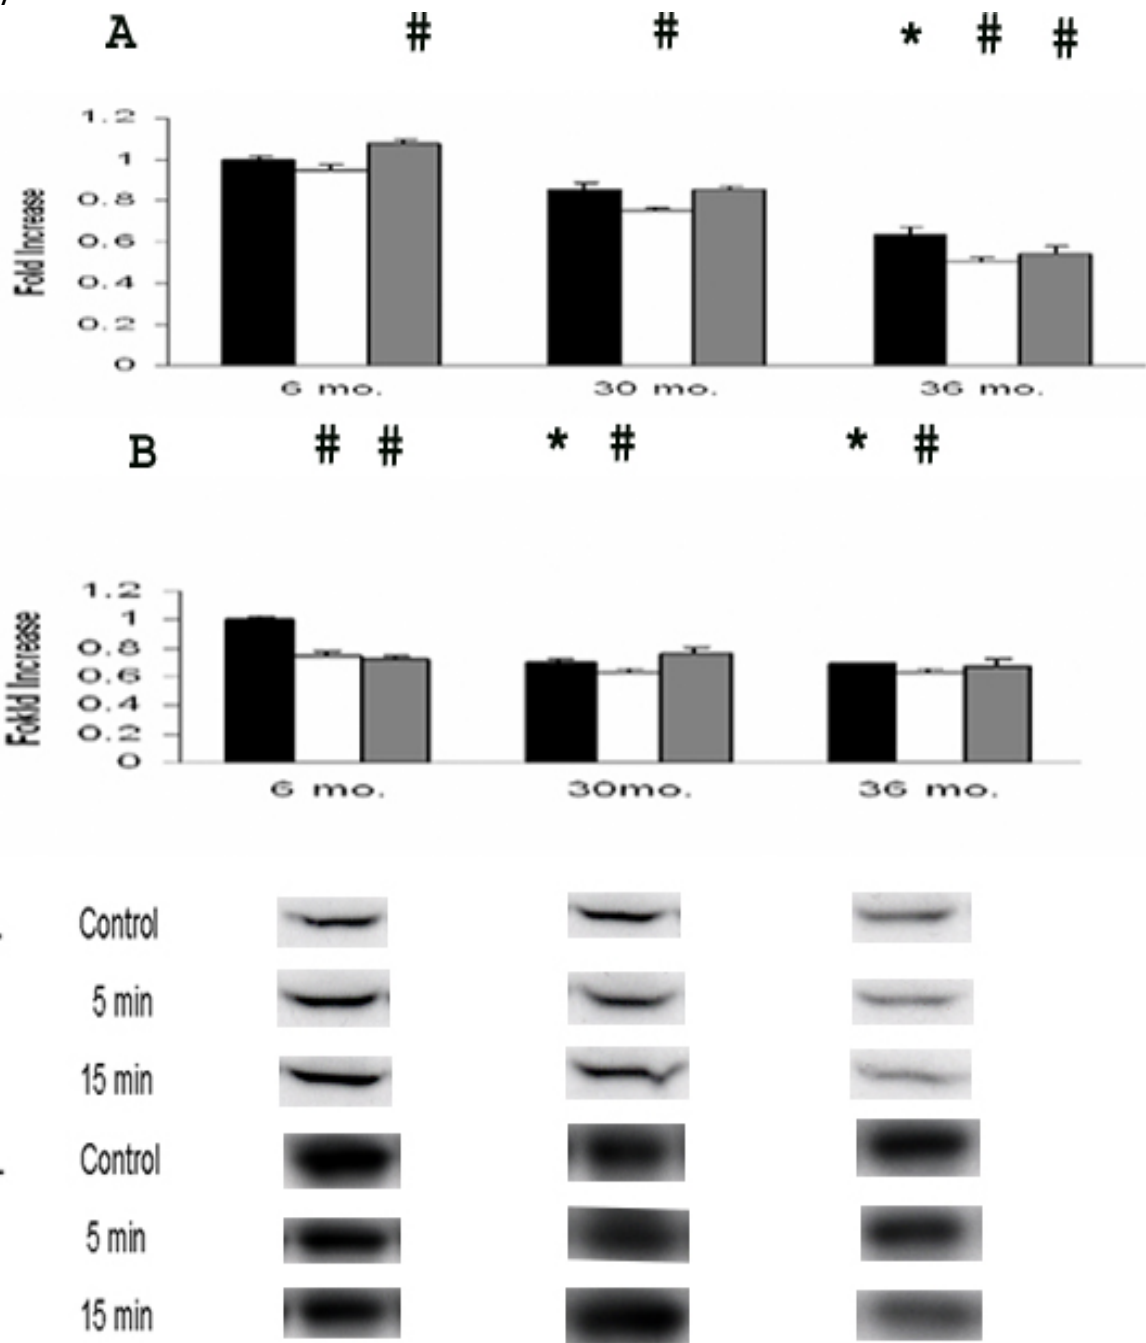 A # # * # #
1.2
1
0.8
0.6
0.4
0.2
0
Fold Increase
6 mo. 30 mo. 36 mo.
B # # * # * #
1.2
1
0.8
0.6
0.4
0.2
0
Fokld Increase
6 mo. 30mo. 36 mo.
Control
5 min
15 min
Control
5 min
15 min